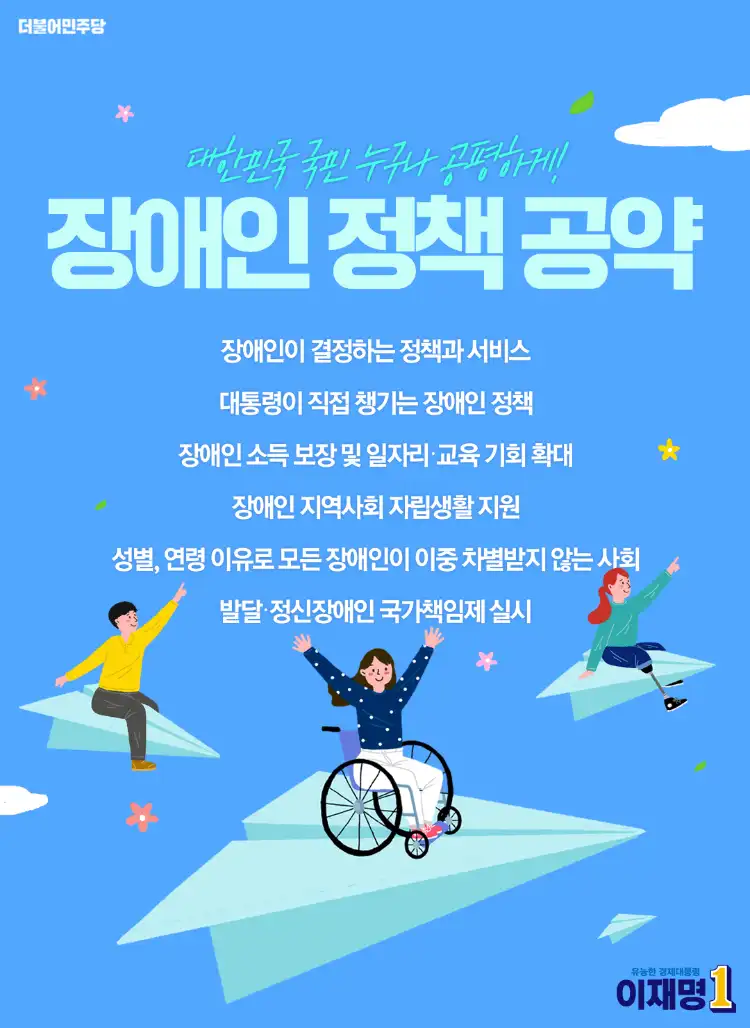 더불어민주당
대한민국 국민 누구나 공평하게!
장애인 정책 공약
장애인이 결정하는 정책과 서비스
대통령이 직접 챙기는 장애인 정책
장애인 소득 보장 및 일자리·교육 기회 확대
장애인 지역사회 자립생활 지원
성별, 연령 이유로 모든 장애인이 이중 차별받지 않는 사회
발달·정신장애인 국가책임제 실시
유능한 경제대통령
이재명 1